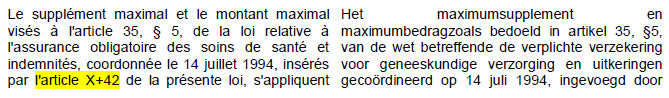 Le supplément maximal et le montant maximal
visés à l'article 35, § 5, de la loi relative à
l'assurance obligatoire des soins de santé et
indemnités, coordonnée le 14 juillet 1994, insérés
par l'article X+42 de la présente loi, s'appliquent
Het maximumsupplement en
maximumbedragzoals bedoeld in artikel 35, §5,
van de wet betreffende de verplichte verzekering
voor geneeskundige verzorging en uitkeringen
gecoördineerd op 14 juli 1994, ingevoegd door